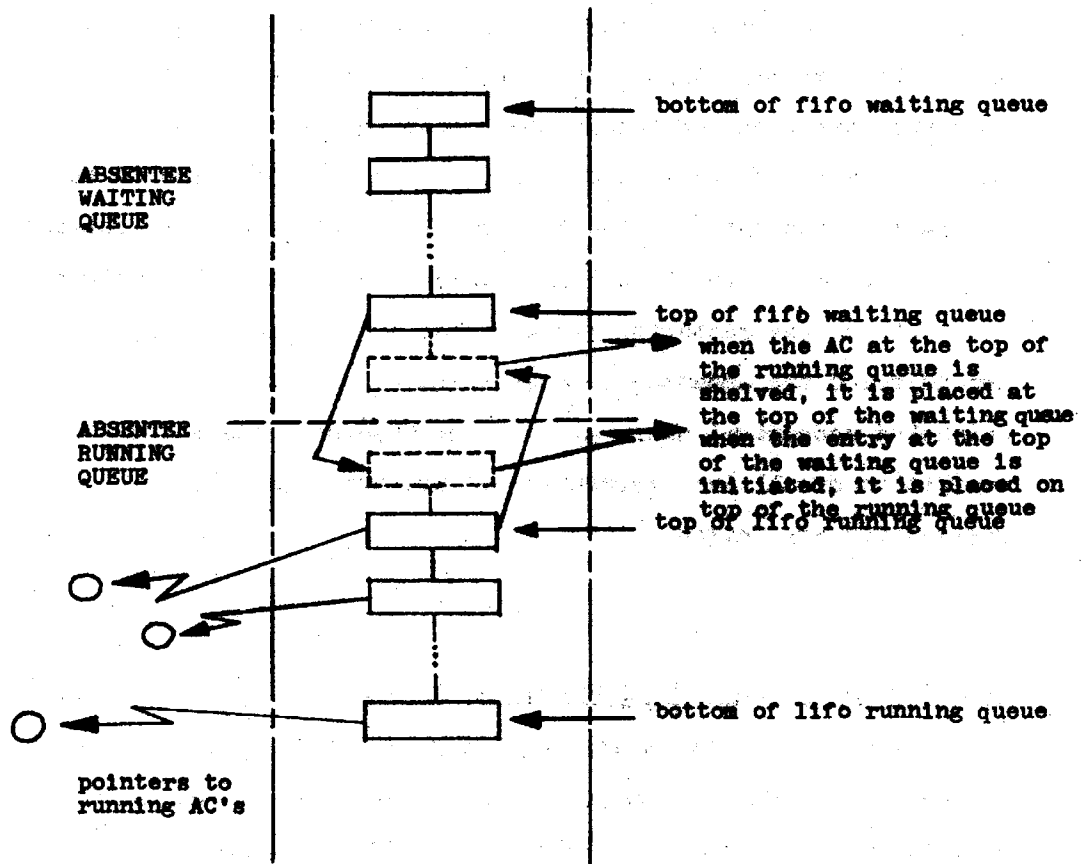 bottom of fifo waiting queue
ABSENTEE
WAITING
QUEUE
top of fifo waiting queue
when the AC at the top of
the running queue is
shelved, it is placed at
the top of the waiting queue
ABSENTEE
RUNNING
QUEUE
when the entry at the top
of the waiting queue is
initiated, it is placed on
top of the running queue
top of lifo running queue
bottom of lifo running queue
pointers to
running AC's